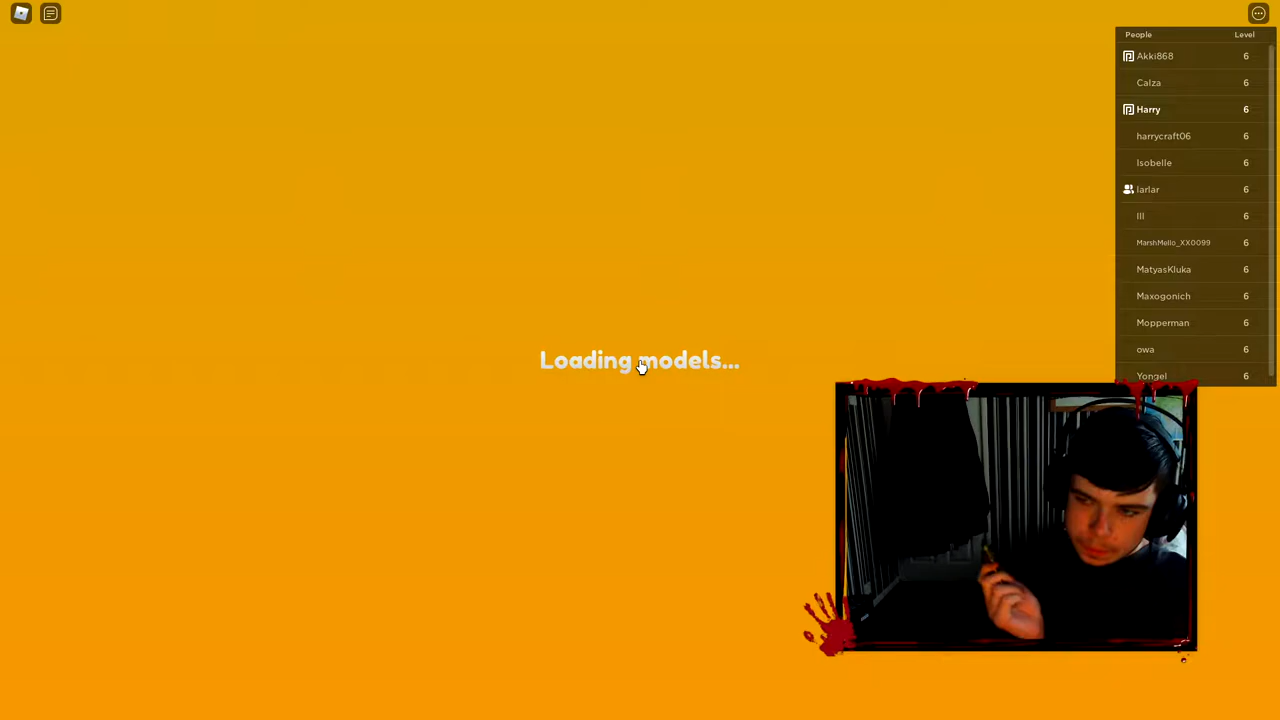 People Level
Akki868 6
Calza 6
Harry 6
harrycraft06 6
Isobelle 6
larlar 6
III 6
MarshMello_XX0099 6
MatyasKluka 6
Maxogonich 6
Mopperman 6
owa 6
Yongel 6
Loading models...